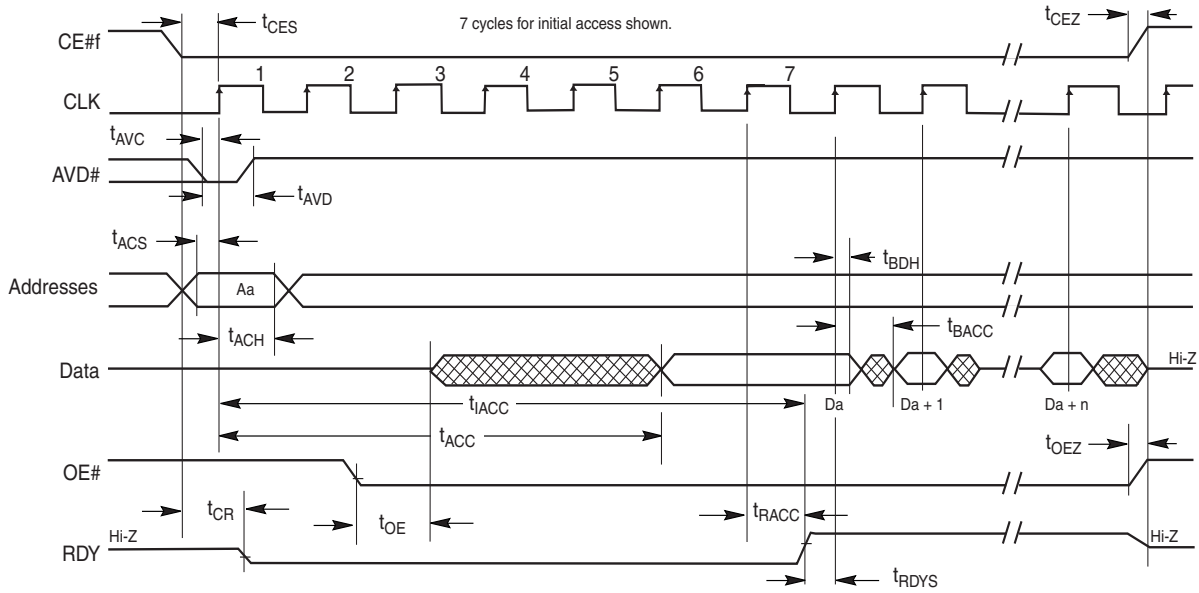 7 cycles for initial access shown.
tCES
tCEZ
CE#f
1 2 3 4 5 6 7
CLK
tAVC
AVD#
tAVD
tACS
tBDH
Addresses
Aa
tACH
tBACC
Data
Hi-Z
tIACC
Da
Da + 1
Da + n
tACC
tOEZ
OE#
tCR
tOE
tRACC
Hi-Z
Hi-Z
RDY
tRDYS